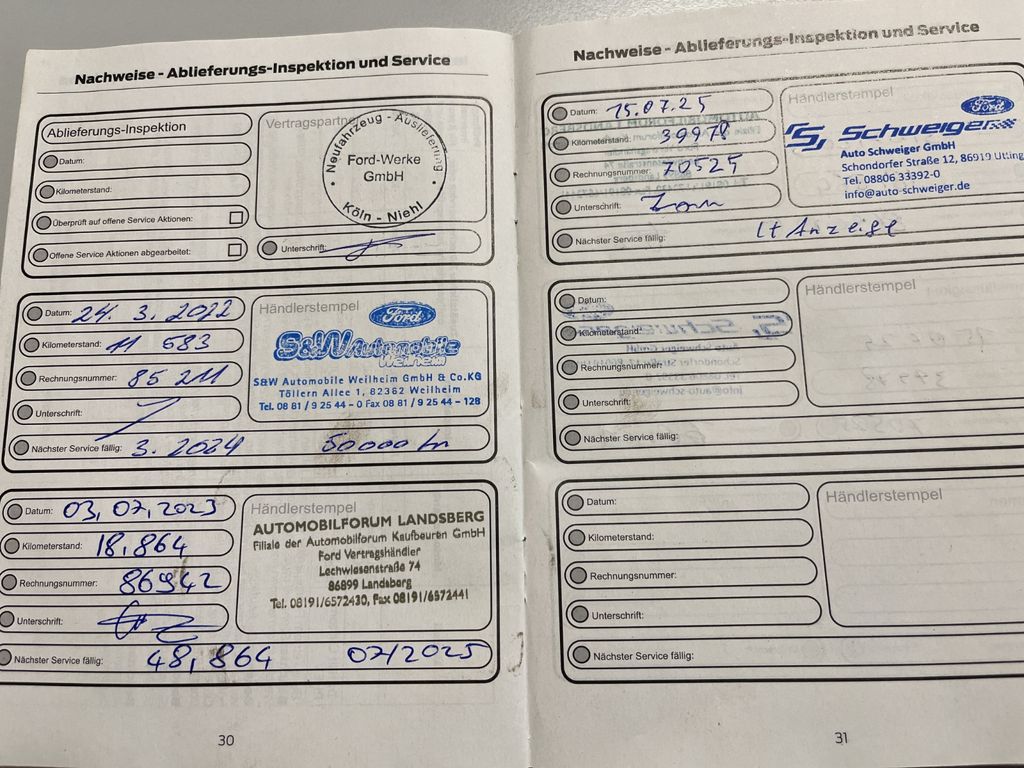 Nachweise - Ablieferungs-Inspektion und Service
Ablieferungs-Inspektion
Datum:
Kilometerstand:
Überprüft auf offene Service Aktionen:
Offene Service Aktionen abgearbeitet:
Vertragspartner
Neufahrzeug - Auslieferung
Ford-Werke
GmbH
Köln - Niehl
Unterschrift:
Datum: 24. 3. 2022
Kilometerstand: 11 683
Rechnungsnummer: 85 211
Unterschrift:
Händlerstempel
Ford
S&W Automobile
Weilheim
S&W Automobile Weilheim GmbH & Co.KG
Töllern Allee 1, 82362 Weilheim
Tel. 08 81 / 9 25 44 - 0 Fax 08 81 / 9 25 44 - 128
Nächster Service fällig: 3. 2024 50000 km
Datum: 03, 07, 2023
Kilometerstand: 18,864
Rechnungsnummer: 86942
Unterschrift:
Händlerstempel
AUTOMOBILFORUM LANDSBERG
Filiale der Automobilforum Kaufbeuren GmbH
Ford Vertragshändler
Lechwiesenstraße 74
86899 Landsberg
Tel. 08191/6572430, Fax 08191/6572441
Nächster Service fällig: 48,864 07/2025
30
Nachweise - Ablieferungs-Inspektion und Service
Datum: 15.07.25
Kilometerstand: 39978
Rechnungsnummer: 70525
Unterschrift:
Händlerstempel
Ford
Schweiger
Auto Schweiger GmbH
Schondorfer Straße 12, 86919 Utting
Tel. 08806 33392-0
info@auto-schweiger.de
Nächster Service fällig: lt Anzeige
Datum:
Kilometerstand:
Rechnungsnummer:
Unterschrift:
Händlerstempel
Nächster Service fällig:
Datum:
Kilometerstand:
Rechnungsnummer:
Unterschrift:
Händlerstempel
Nächster Service fällig:
31